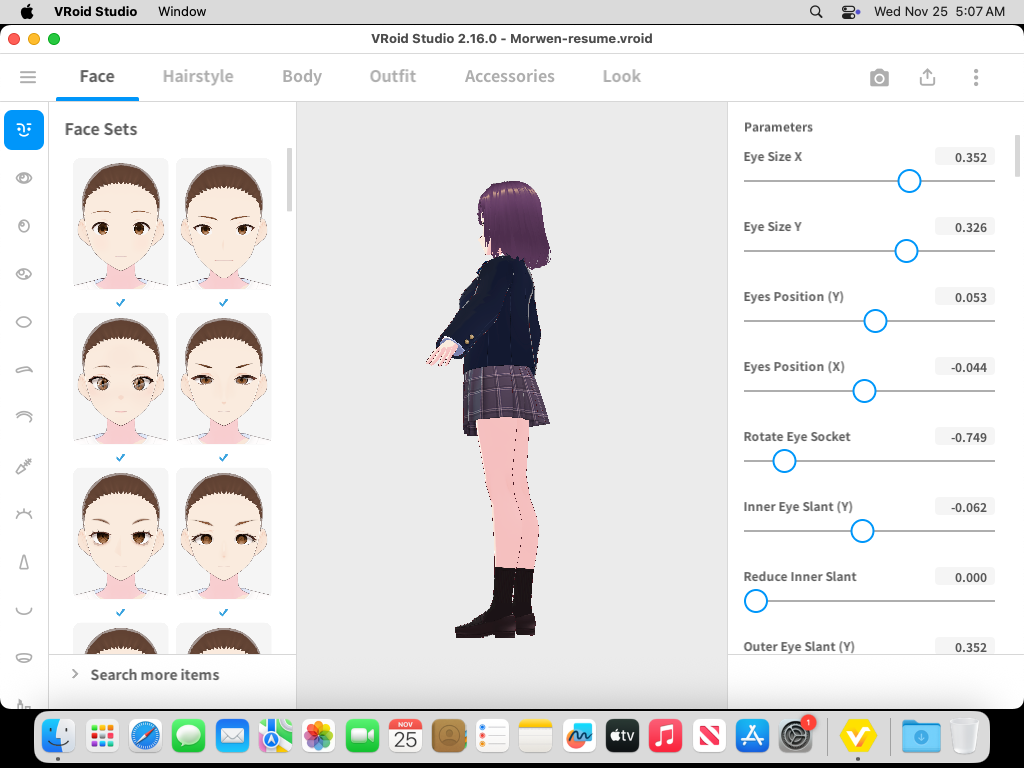 VRoid Studio Window Wed Nov 25 5:07 AM
VRoid Studio 2.16.0 - Morwen-resume.vroid
Face Hairstyle Body Outfit Accessories Look
Face Sets
Search more items
Parameters
Eye Size X 0.352
Eye Size Y 0.326
Eyes Position (Y) 0.053
Eyes Position (X) -0.044
Rotate Eye Socket -0.749
Inner Eye Slant (Y) -0.062
Reduce Inner Slant 0.000
Outer Eye Slant (Y) 0.352
NOV
25
tv
1